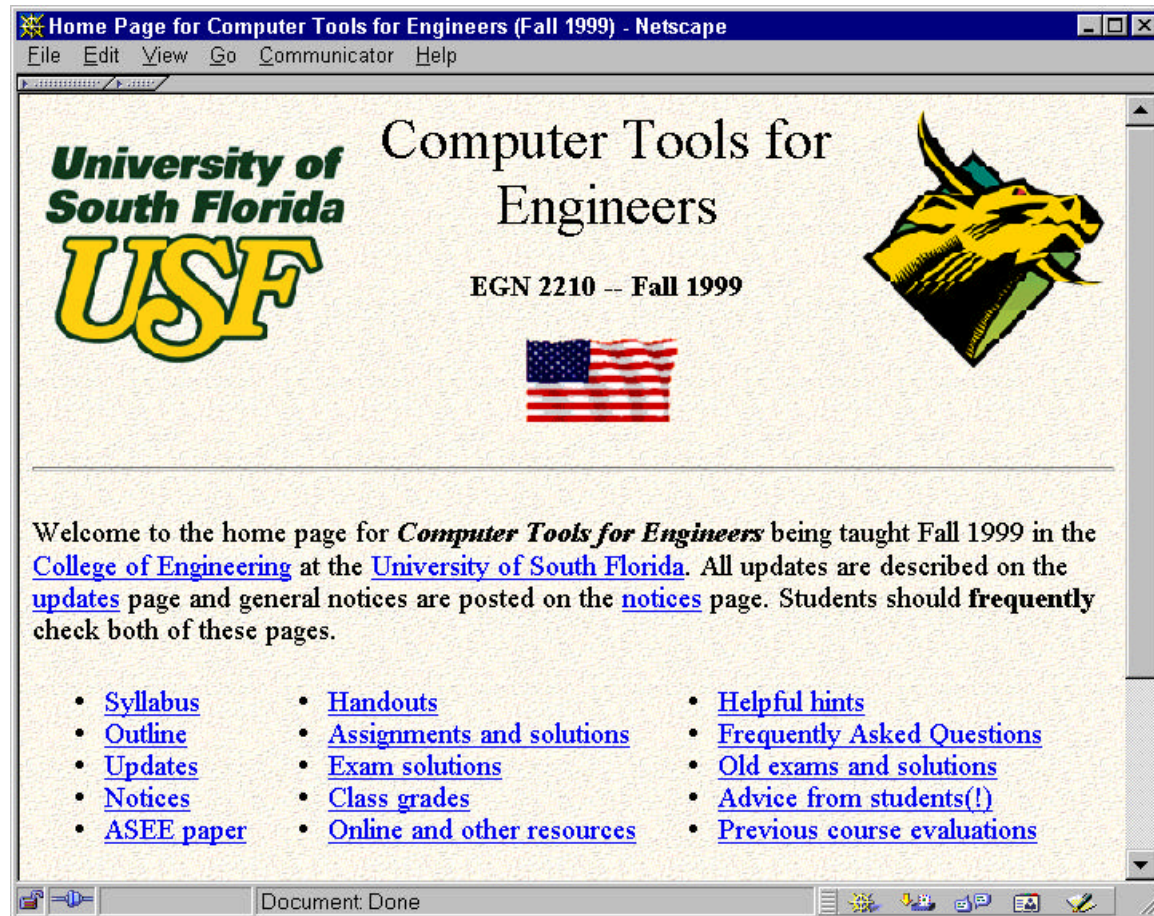 Home Page for Computer Tools for Engineers (Fall 1999) - Netscape
File Edit View Go Communicator Help
University of
South Florida
USF
Computer Tools for
Engineers
EGN 2210 -- Fall 1999
Welcome to the home page for Computer Tools for Engineers being taught Fall 1999 in the
College of Engineering at the University of South Florida. All updates are described on the
updates page and general notices are posted on the notices page. Students should frequently
check both of these pages.
• Syllabus
• Outline
• Updates
• Notices
• ASEE paper
• Handouts
• Assignments and solutions
• Exam solutions
• Class grades
• Online and other resources
• Helpful hints
• Frequently Asked Questions
• Old exams and solutions
• Advice from students(!)
• Previous course evaluations
Document: Done